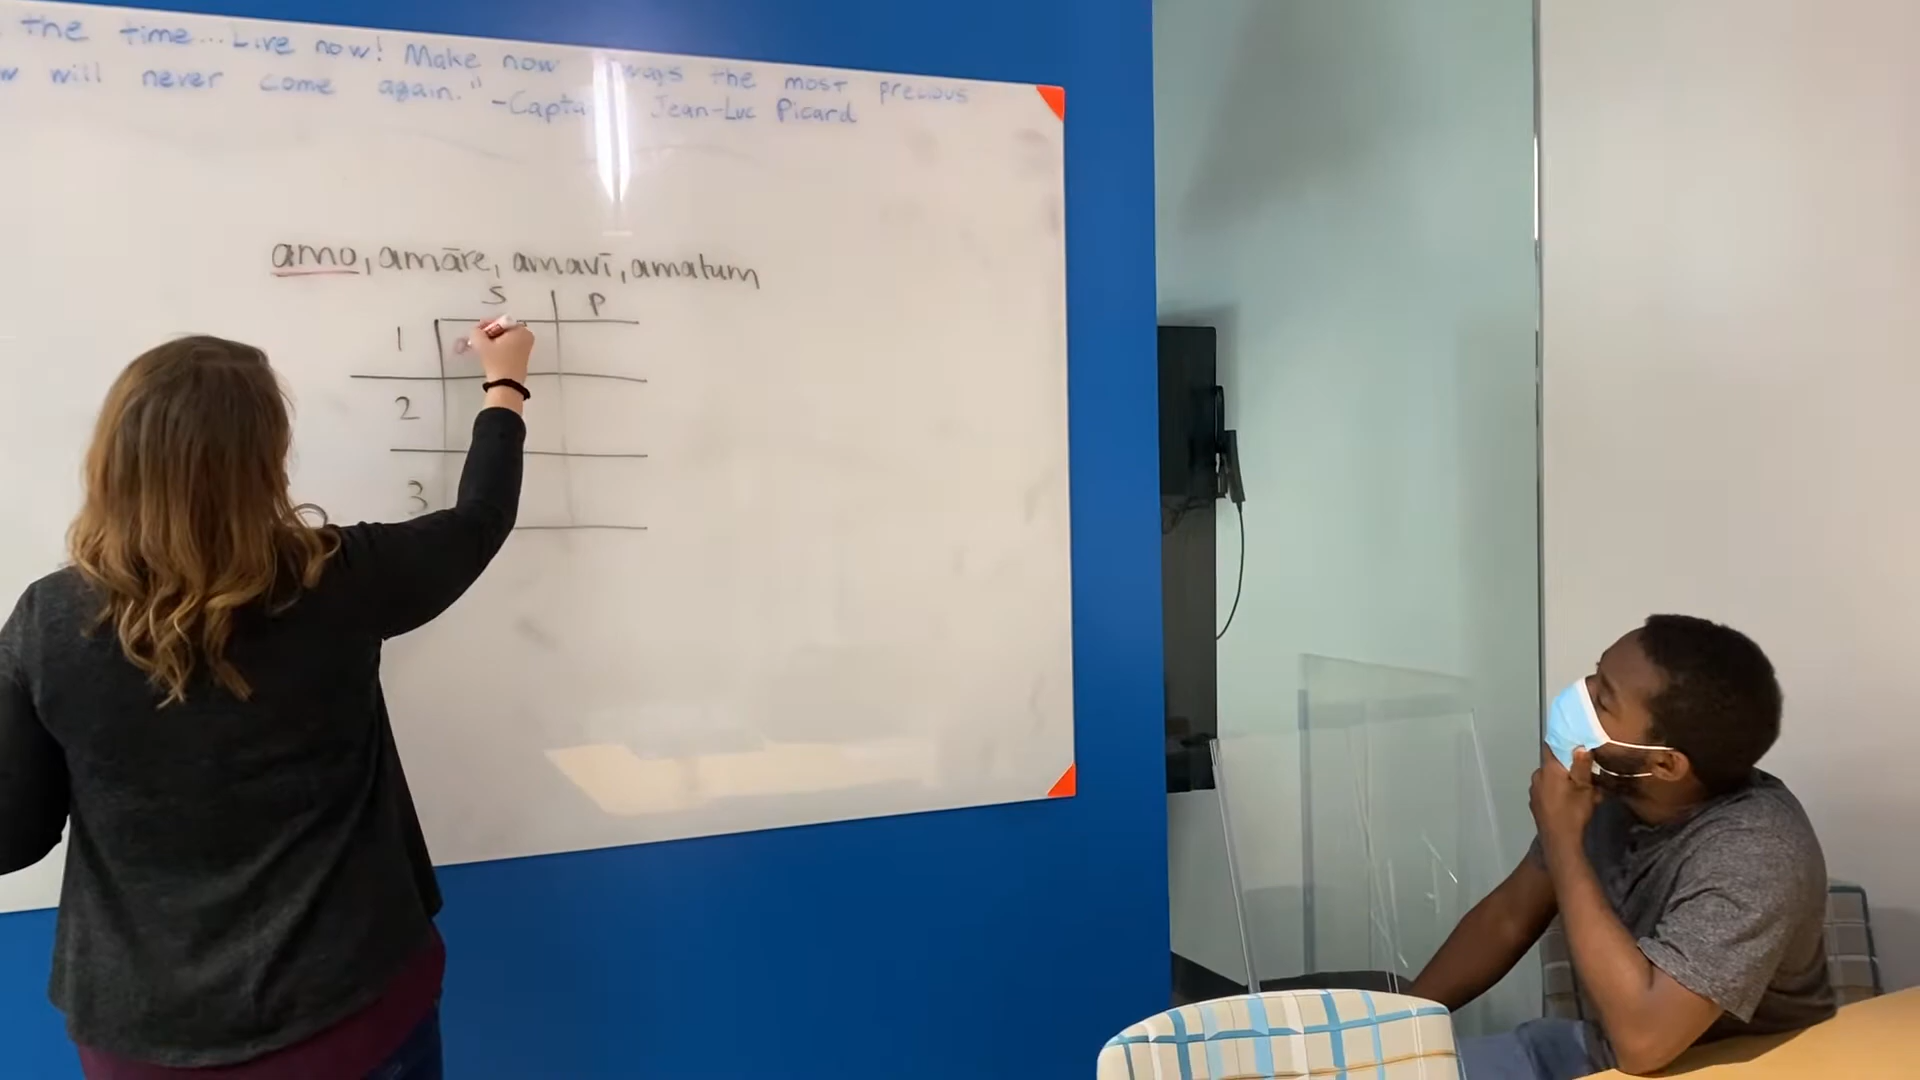 the time...Live now! Make now the most precious
will never come again." -Captain Jean-Luc Picard
amo, amāre, amavī, amatum
S P
1 a
2
3